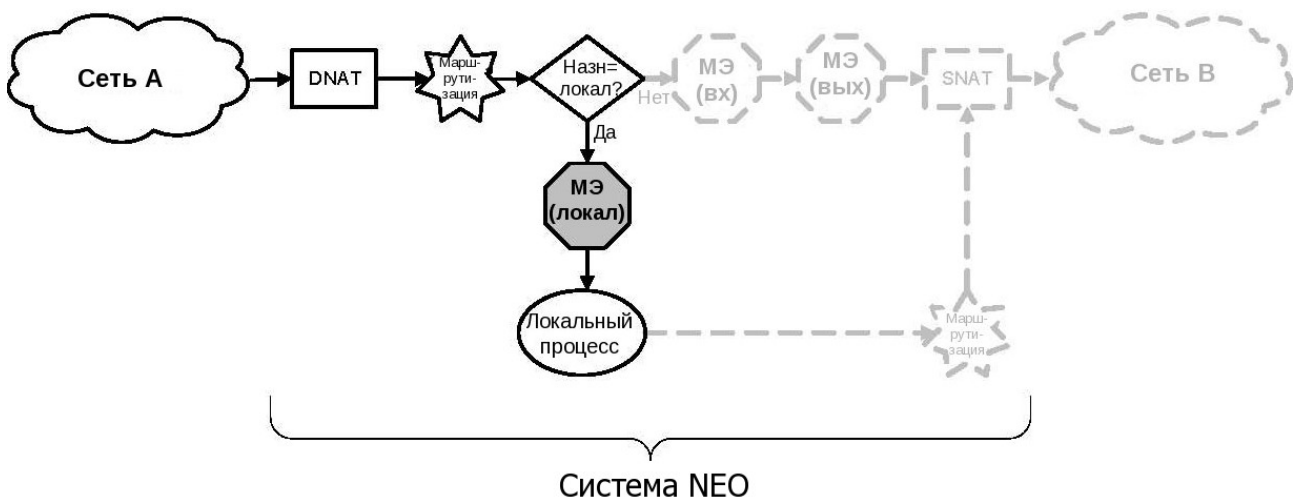 Сеть А
DNAT
Марш-
рути-
зация
Назн=
локал?
Нет
МЭ
(вх)
МЭ
(вых)
SNAT
Сеть В
Да
МЭ
(локал)
Локальный
процесс
Марш-
рути-
зация
Система NEO